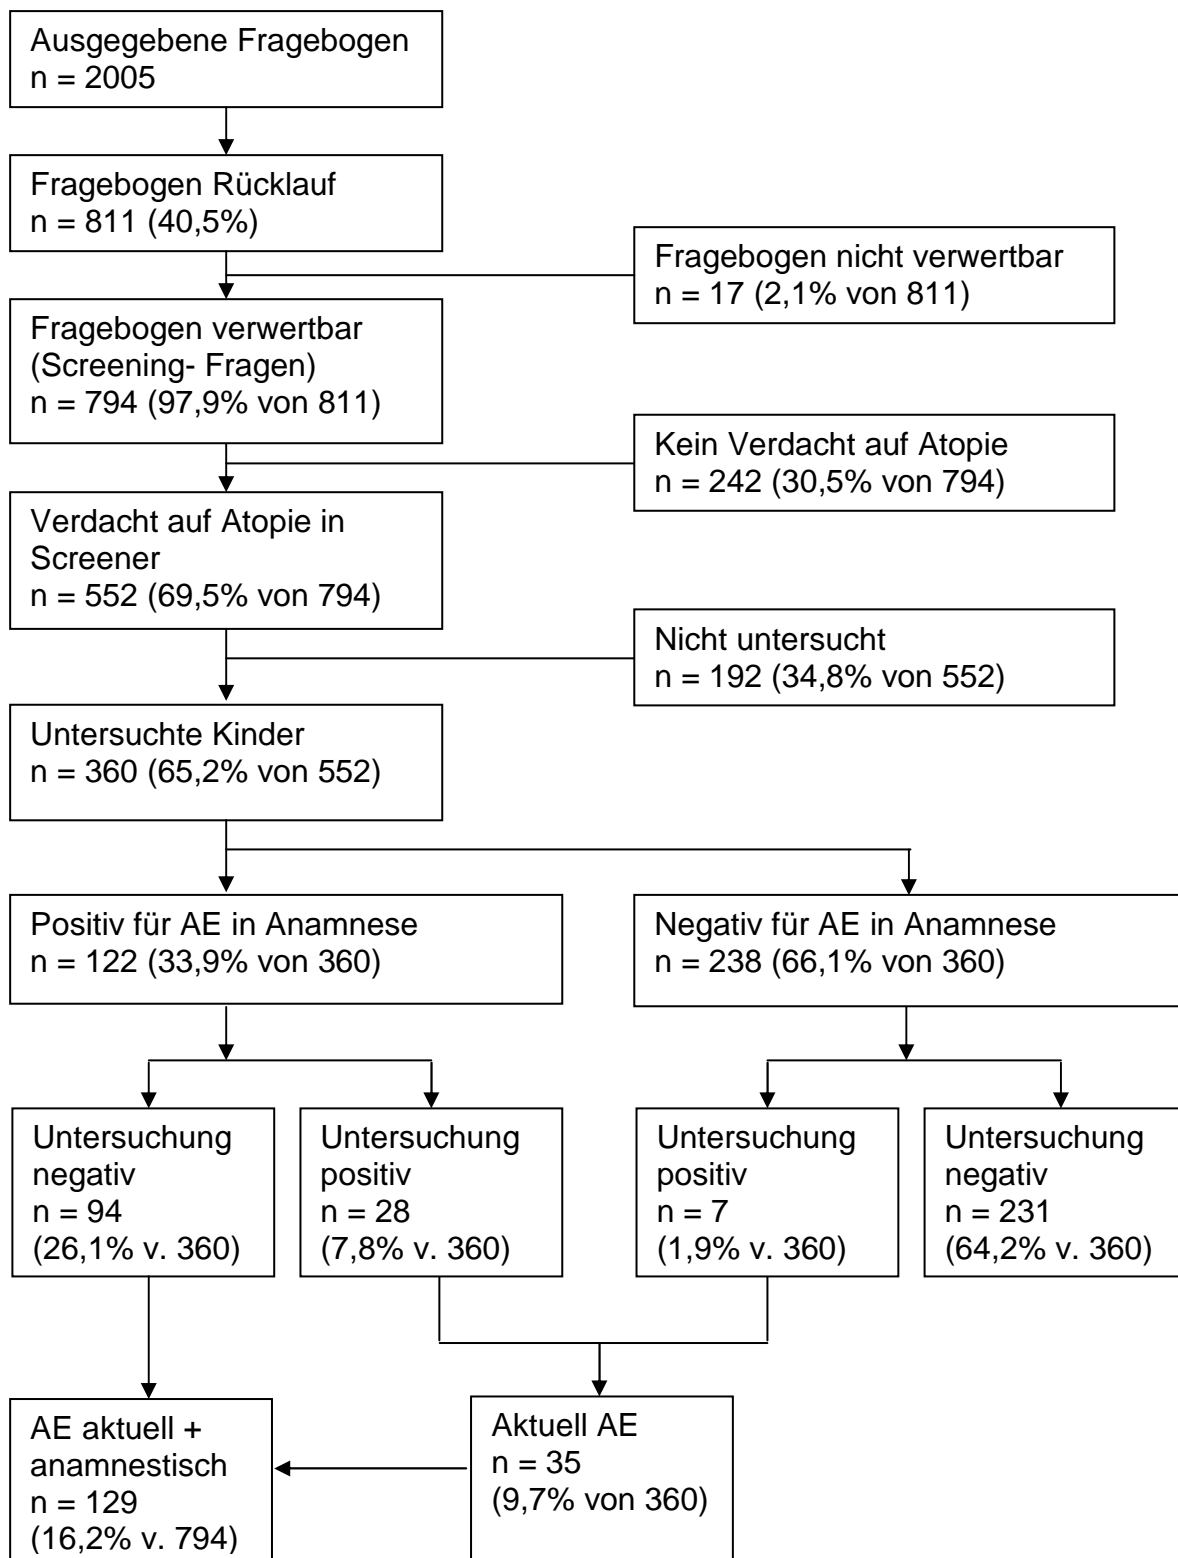 Ausgegebene Fragebogen
n = 2005
Fragebogen Rücklauf
n = 811 (40,5%)
Fragebogen nicht verwertbar
n = 17 (2,1% von 811)
Fragebogen verwertbar
(Screening- Fragen)
n = 794 (97,9% von 811)
Kein Verdacht auf Atopie
n = 242 (30,5% von 794)
Verdacht auf Atopie in
Screener
n = 552 (69,5% von 794)
Nicht untersucht
n = 192 (34,8% von 552)
Untersuchte Kinder
n = 360 (65,2% von 552)
Positiv für AE in Anamnese
n = 122 (33,9% von 360)
Negativ für AE in Anamnese
n = 238 (66,1% von 360)
Untersuchung
negativ
n = 94
(26,1% v. 360)
Untersuchung
positiv
n = 28
(7,8% v. 360)
Untersuchung
positiv
n = 7
(1,9% v. 360)
Untersuchung
negativ
n = 231
(64,2% v. 360)
AE aktuell +
anamnestisch
n = 129
(16,2% v. 794)
Aktuell AE
n = 35
(9,7% von 360)